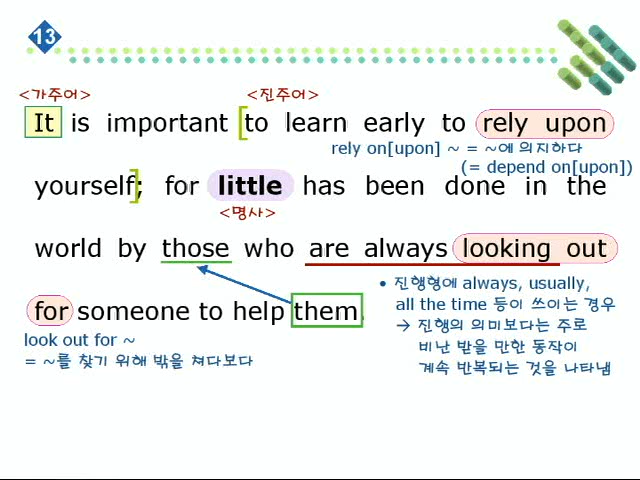 13
<가주어> <진주어>
It is important [to learn early to rely upon
rely on[upon] ~ = ~에 의지하다
(= depend on[upon])
yourself]; for little has been done in the
<명사>
world by those who are always looking out
for someone to help them.
• 진행형에 always, usually,
all the time 등이 쓰이는 경우
→ 진행의 의미보다는 주로
비난 받을 만한 동작이
계속 반복되는 것을 나타냄
look out for ~
= ~를 찾기 위해 밖을 쳐다보다